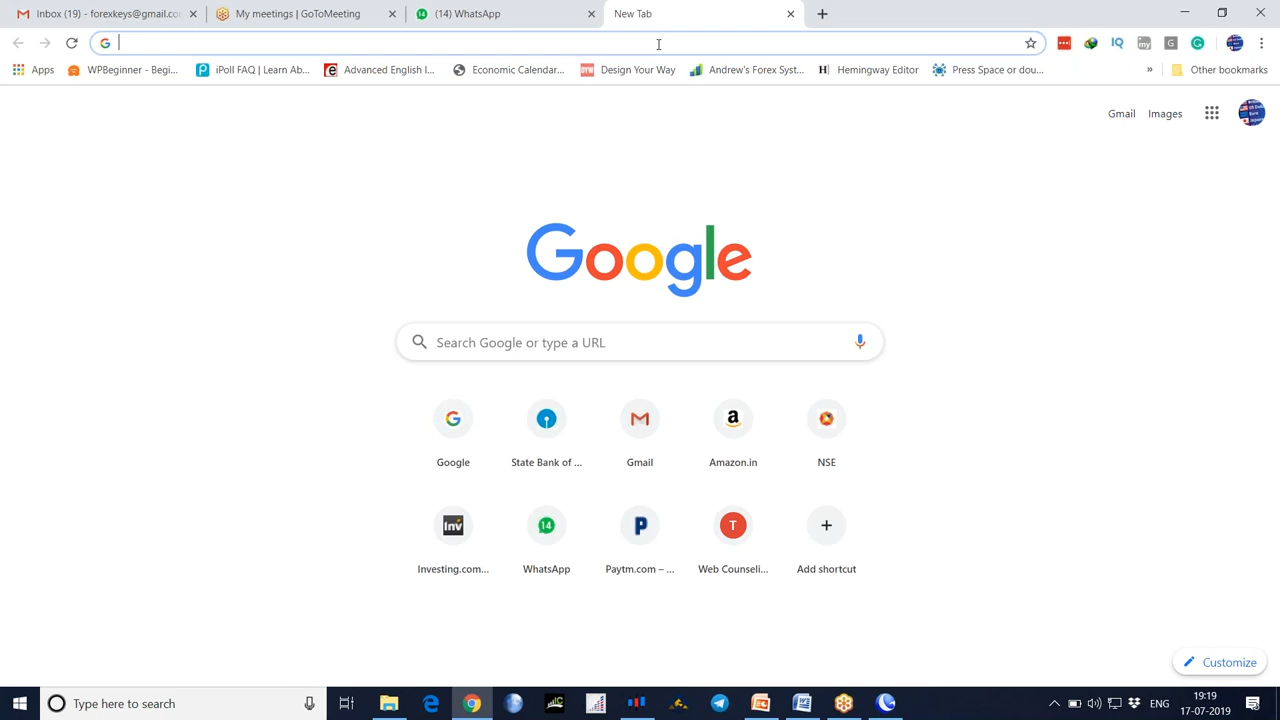 Inbox (19) - forexkeys@gmail.co
My meetings | GoToMeeting
(14) WhatsApp
New Tab
Apps
WPBeginner - Begi...
iPoll FAQ | Learn Ab...
Advanced English I...
Economic Calendar...
Design Your Way
Andrew's Forex Syst...
Hemingway Editor
Press Space or dou...
»
Other bookmarks
Gmail
Images
Google
Search Google or type a URL
Google
State Bank of ...
Gmail
Amazon.in
NSE
Investing.com...
WhatsApp
Paytm.com – ...
Web Counseli...
Add shortcut
Customize
Type here to search
ENG
19:19
17-07-2019